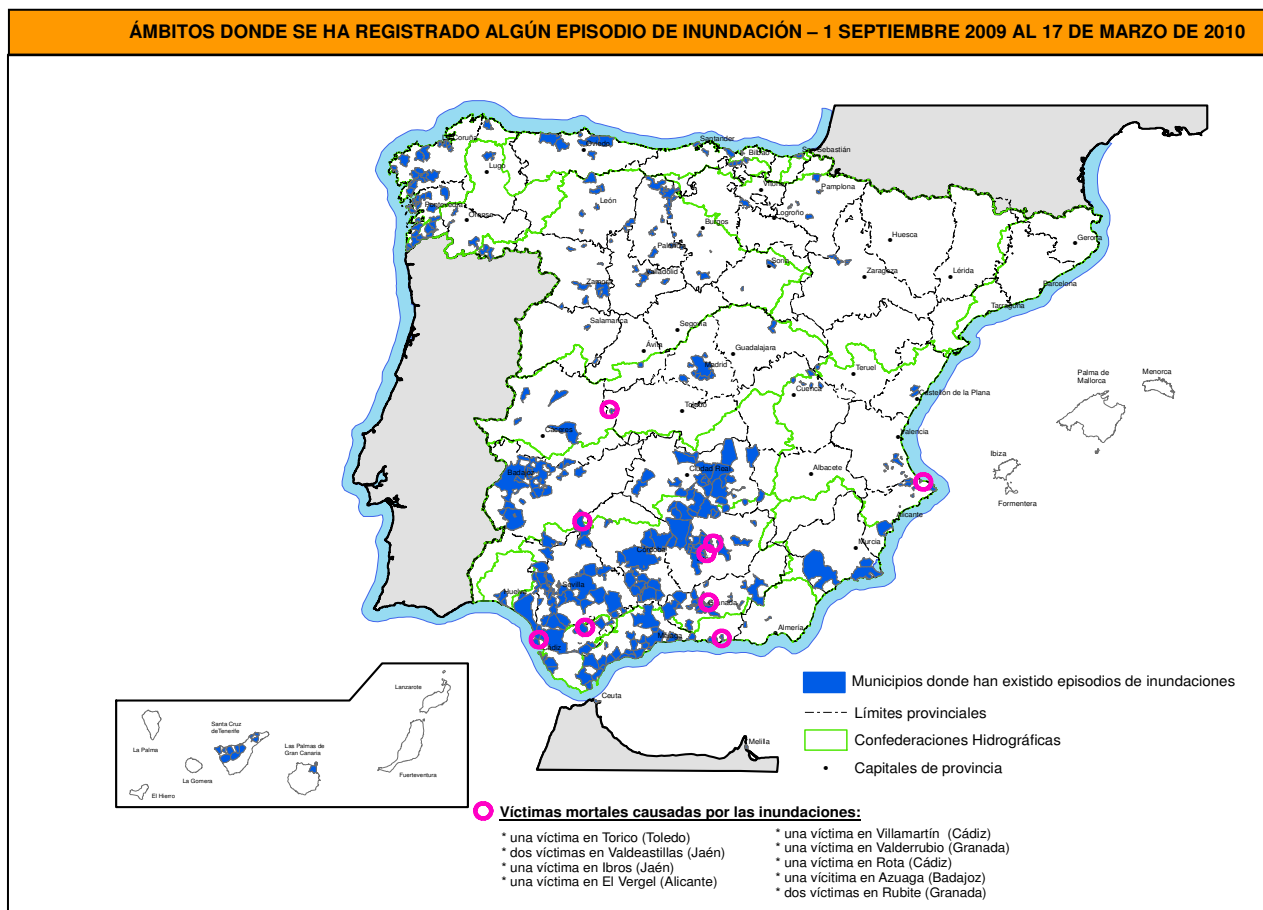 ÁMBITOS DONDE SE HA REGISTRADO ALGÚN EPISODIO DE INUNDACIÓN – 1 SEPTIEMBRE 2009 AL 17 DE MARZO DE 2010
Santander
Oviedo
Bilbao
San Sebastián
Lugo
Vitoria
Pamplona
León
Pontevedra
Orense
Logroño
Burgos
Huesca
Gerona
Palencia
Soria
Zaragoza
Lérida
Valladolid
Zamora
Barcelona
Tarragona
Salamanca
Segovia
Ávila
Guadalajara
Madrid
Teruel
Palma de
Mallorca
Menorca
Cuenca
Castellón de la Plana
Toledo
Cáceres
Valencia
Ibiza
Badajoz
Ciudad Real
Albacete
Formentera
Alicante
Murcia
Córdoba
Sevilla
Huelva
Granada
Almería
Málaga
Cádiz
Ceuta
Melilla
Lanzarote
Santa Cruz
deTenerife
La Palma
Las Palmas de
Gran Canaria
La Gomera
Fuerteventura
El Hierro
Municipios donde han existido episodios de inundaciones
Límites provinciales
Confederaciones Hidrográficas
Capitales de provincia
Víctimas mortales causadas por las inundaciones:
* una víctima en Torico (Toledo)
* dos víctimas en Valdeastillas (Jaén)
* una víctima en Ibros (Jaén)
* una víctima en El Vergel (Alicante)
* una víctima en Villamartín (Cádiz)
* una víctima en Valderrubio (Granada)
* una víctima en Rota (Cádiz)
* una vícitima en Azuaga (Badajoz)
* dos víctimas en Rubite (Granada)